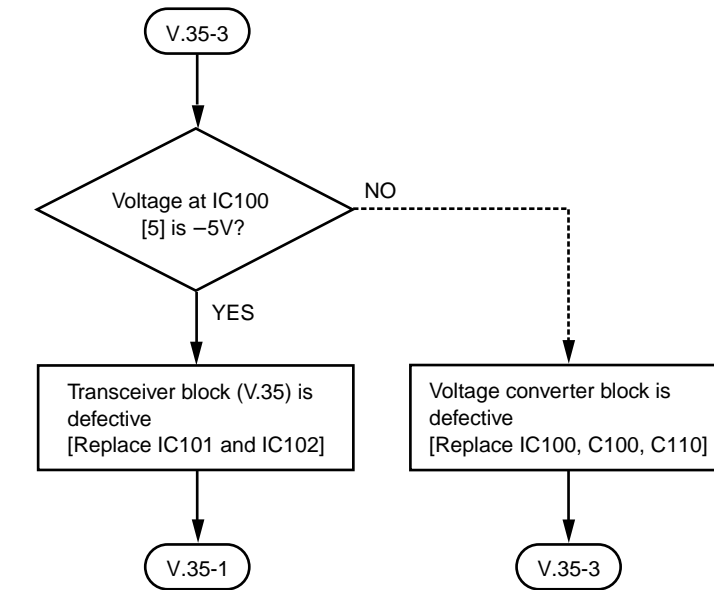 V.35-3
Voltage at IC100
[5] is −5V?
NO
YES
Transceiver block (V.35) is
defective
[Replace IC101 and IC102]
Voltage converter block is
defective
[Replace IC100, C100, C110]
V.35-1
V.35-3